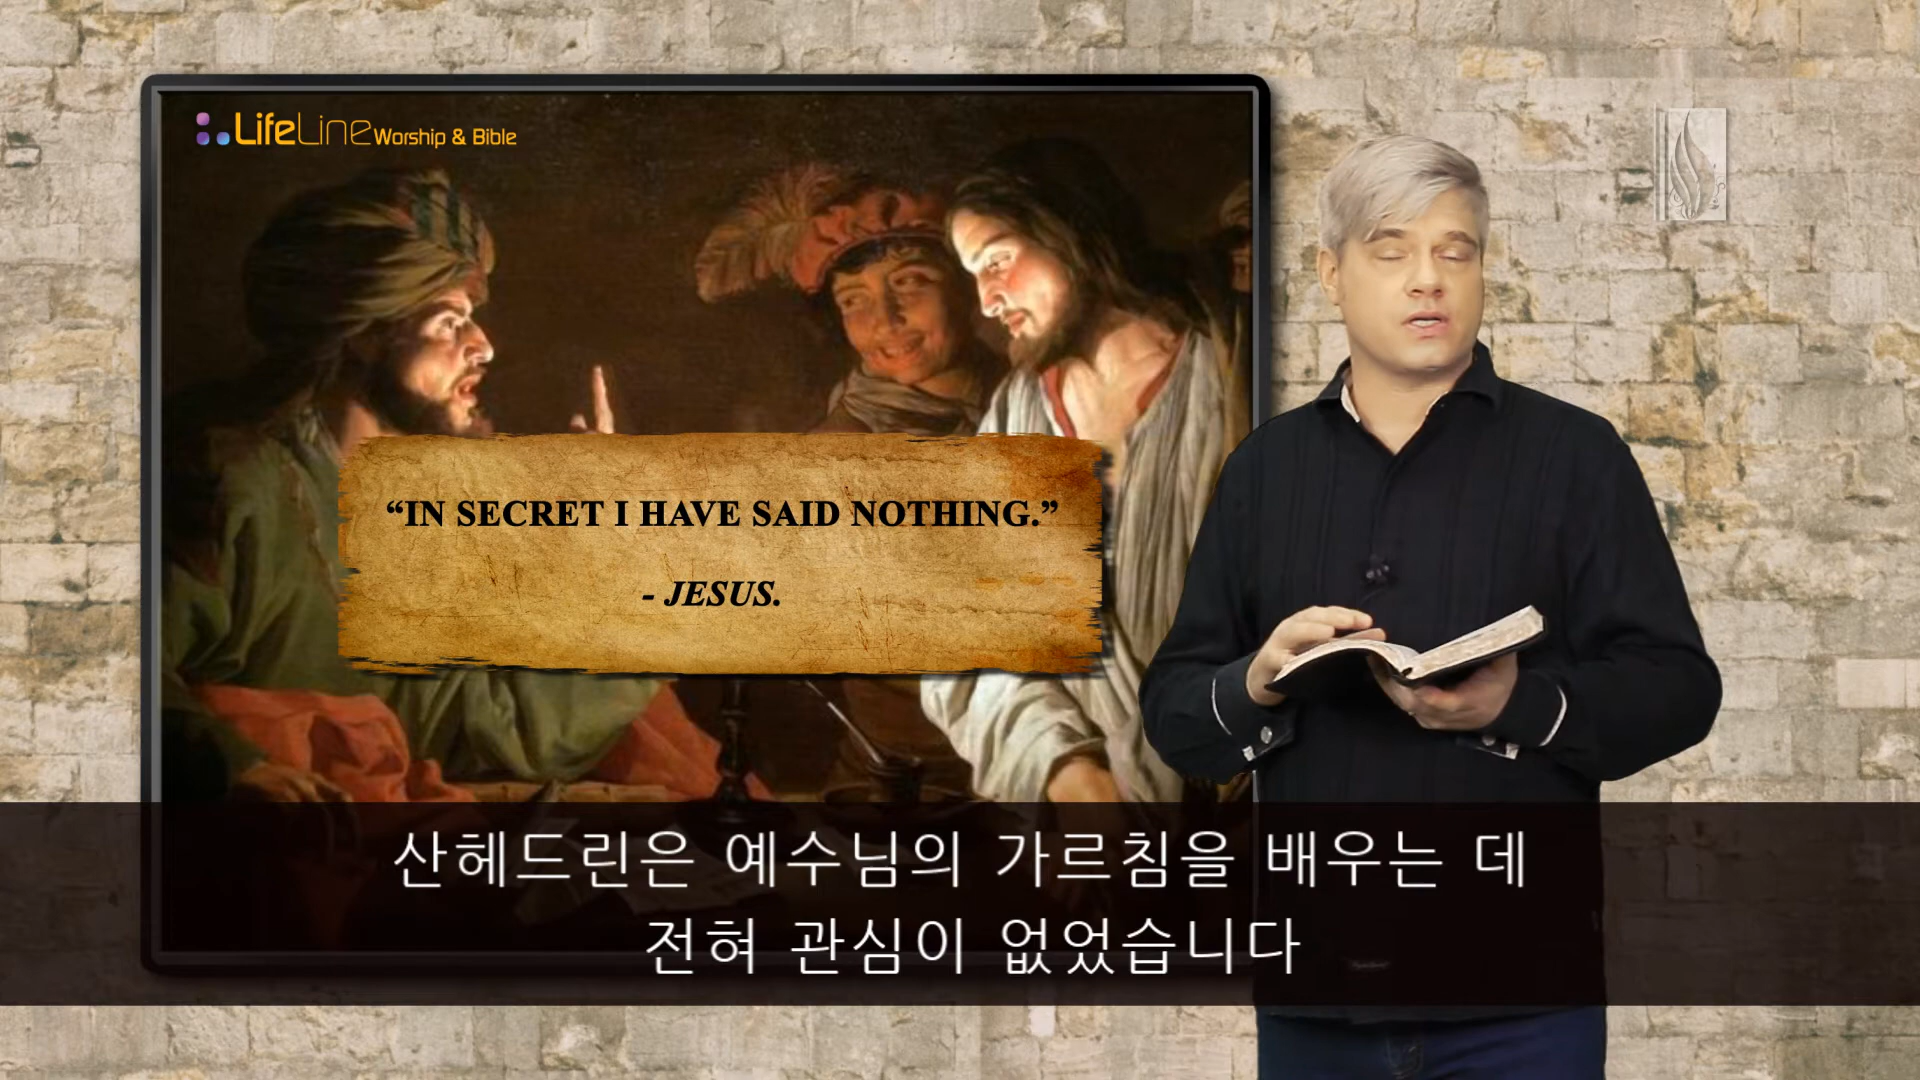 LifeLine Worship & Bible
“IN SECRET I HAVE SAID NOTHING.”
- JESUS.
산헤드린은 예수님의 가르침을 배우는 데
전혀 관심이 없었습니다